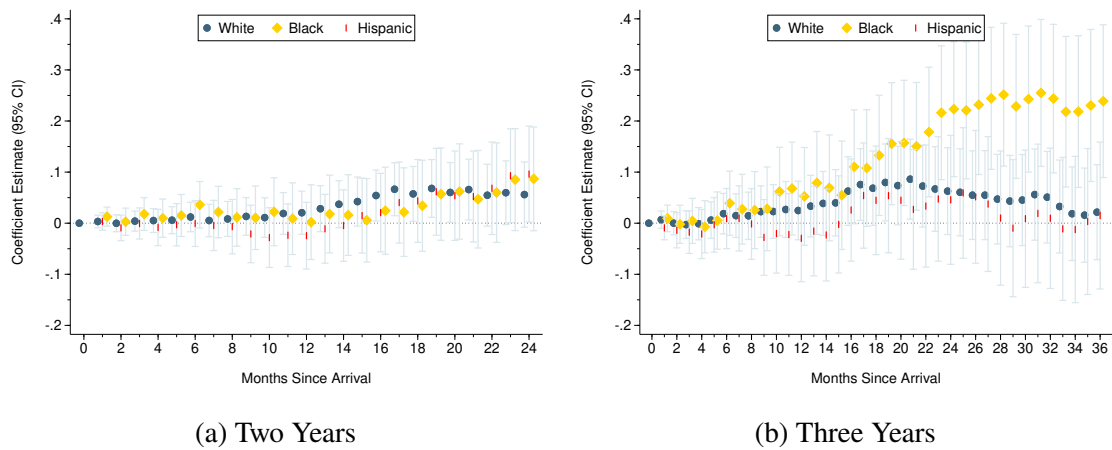 White Black Hispanic
.4
.3
.2
.1
0
-.1
-.2
Coefficient Estimate (95% CI)
0 2 4 6 8 10 12 14 16 18 20 22 24
Months Since Arrival
(a) Two Years
White Black Hispanic
.4
.3
.2
.1
0
-.1
-.2
Coefficient Estimate (95% CI)
0 2 4 6 8 10 12 14 16 18 20 22 24 26 28 30 32 34 36
Months Since Arrival
(b) Three Years